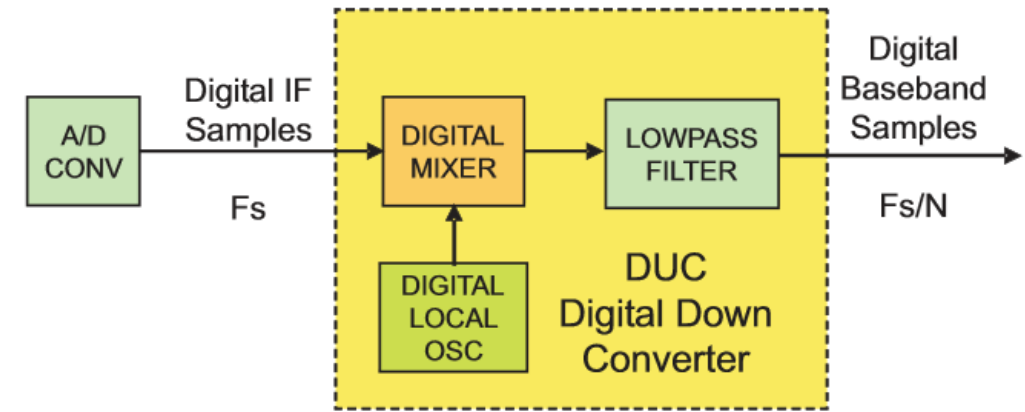 A/D
CONV
Digital IF
Samples
Fs
DIGITAL
MIXER
DIGITAL
LOCAL
OSC
LOWPASS
FILTER
DUC
Digital Down
Converter
Digital
Baseband
Samples
Fs/N